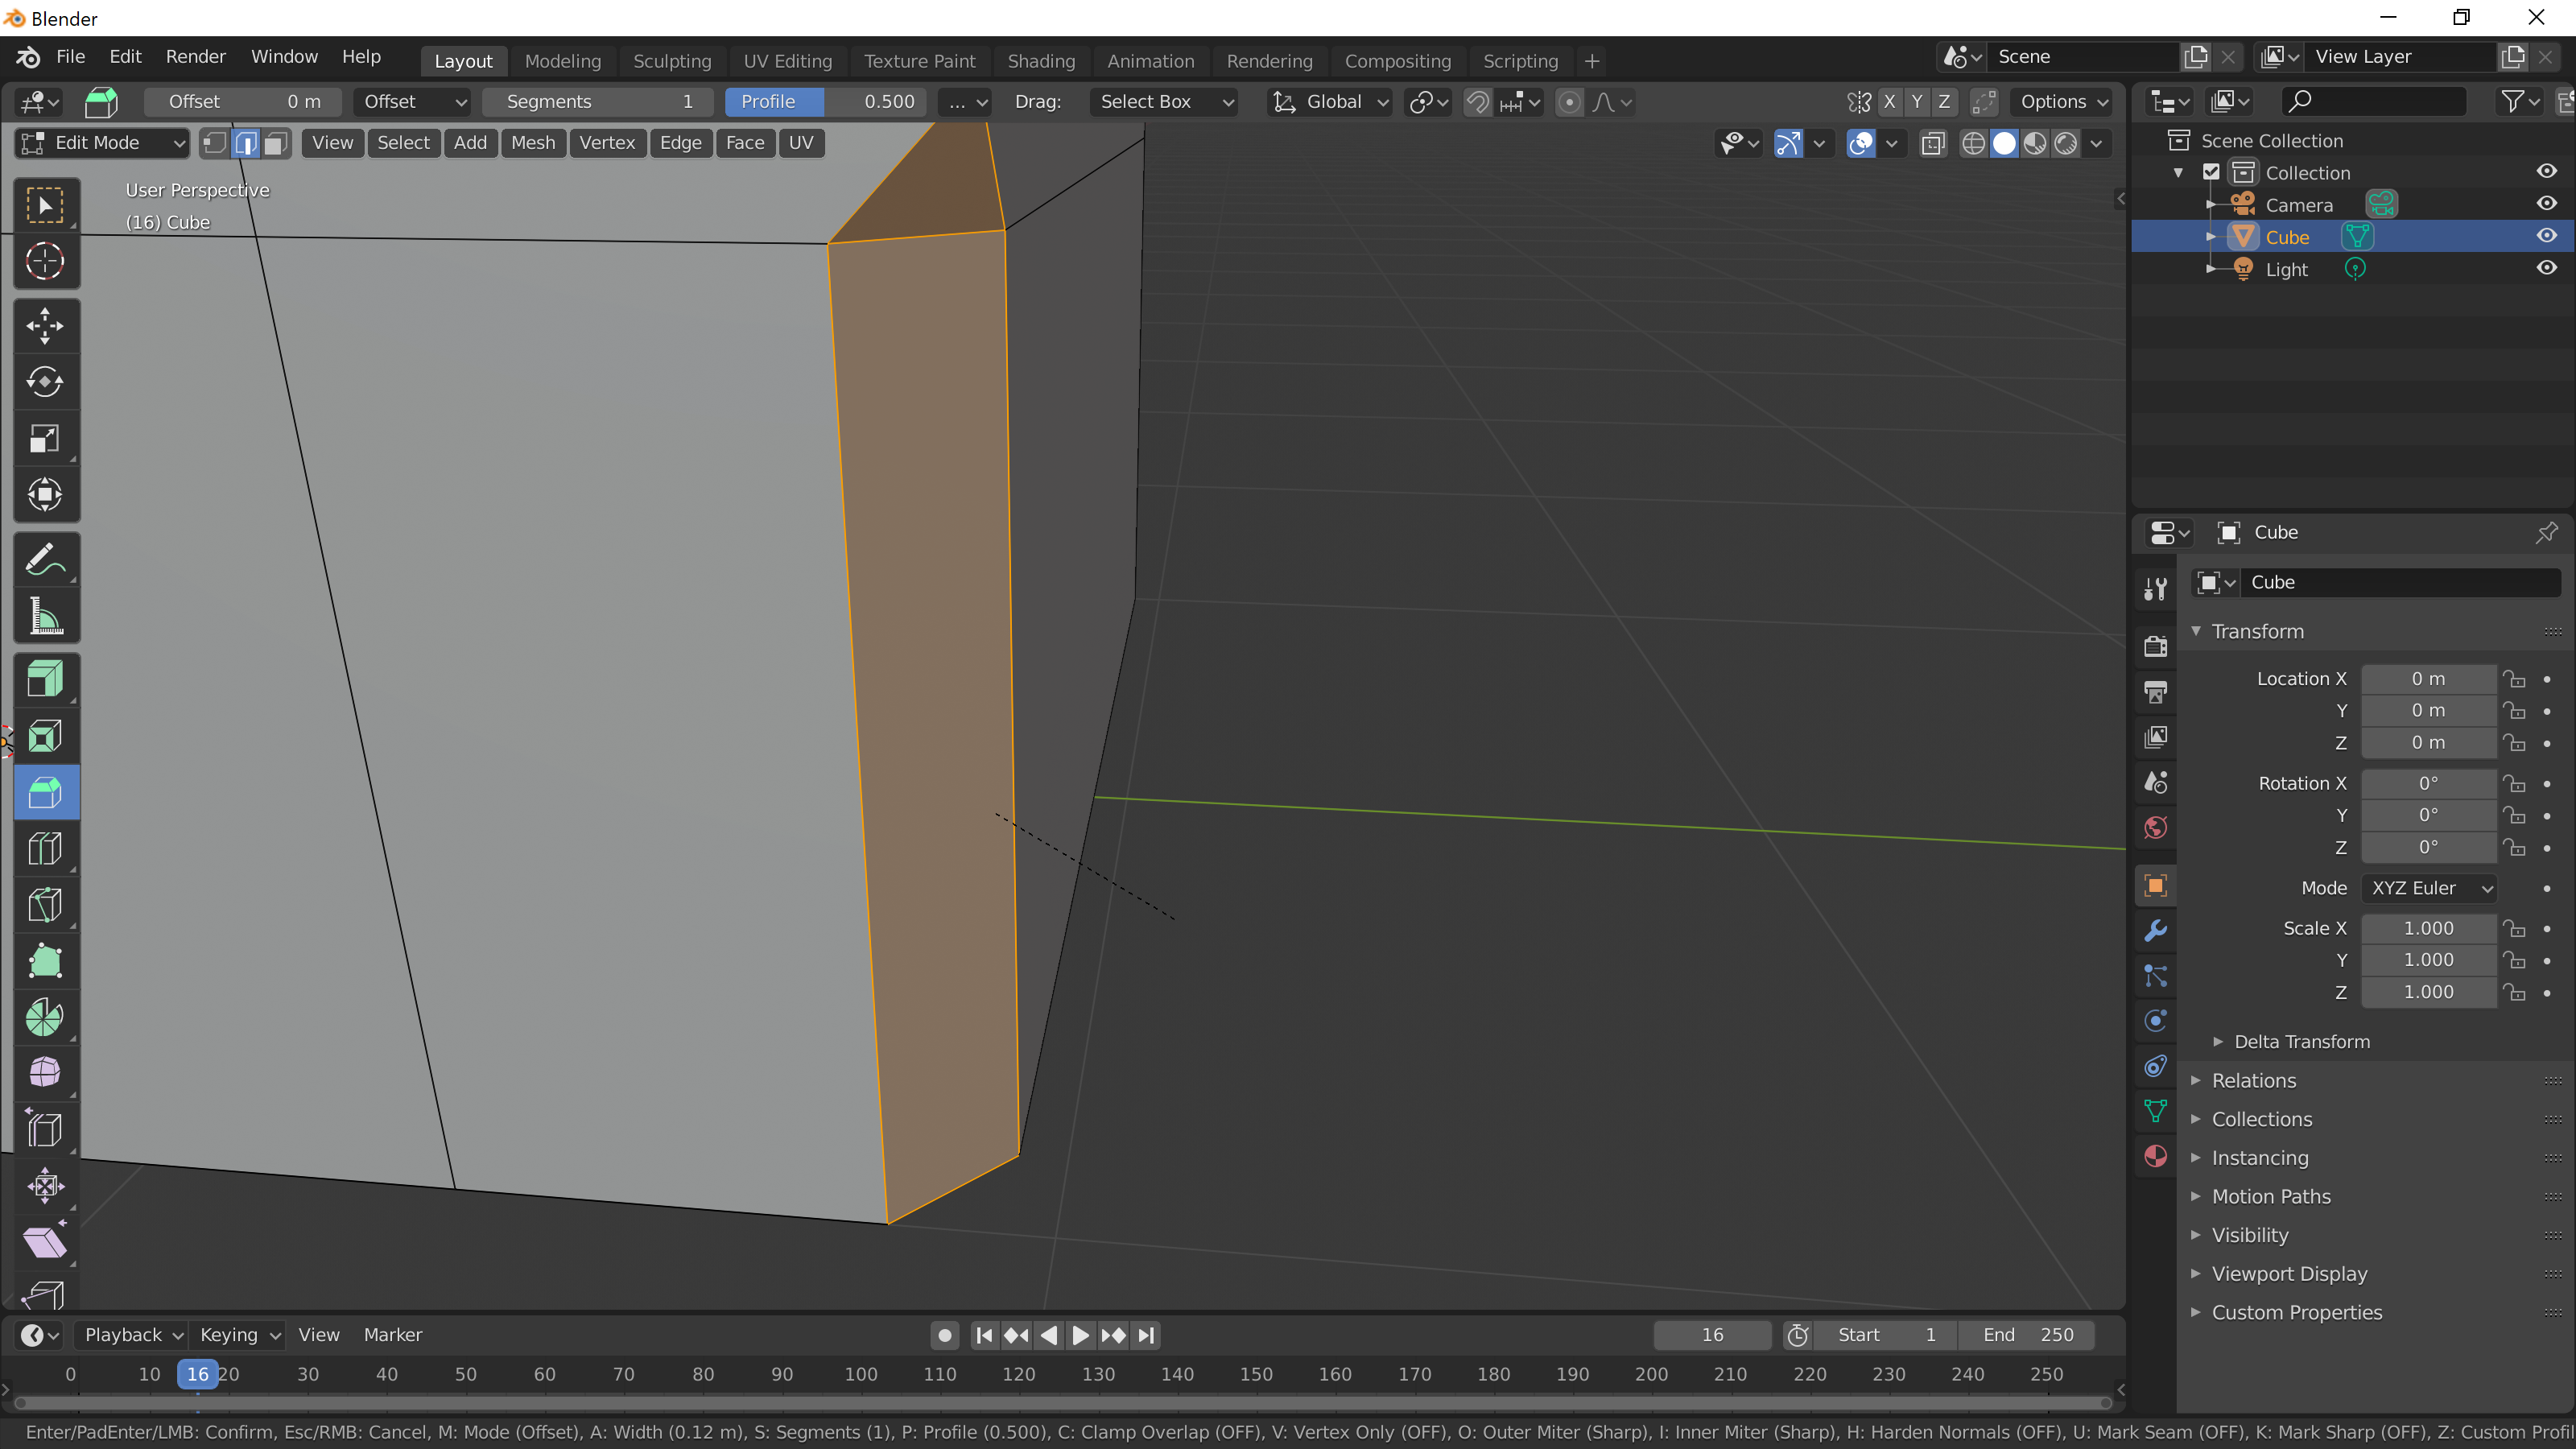 Blender
File Edit Render Window Help Layout Modeling Sculpting UV Editing Texture Paint Shading Animation Rendering Compositing Scripting + Scene View Layer
Offset 0 m Offset Segments 1 Profile 0.500 ... Drag: Select Box Global X Y Z Options
Edit Mode View Select Add Mesh Vertex Edge Face UV
User Perspective
(16) Cube
Scene Collection
Collection
Camera
Cube
Light
Cube
Cube
Transform
Location X 0 m
Y 0 m
Z 0 m
Rotation X 0°
Y 0°
Z 0°
Mode XYZ Euler
Scale X 1.000
Y 1.000
Z 1.000
Delta Transform
Relations
Collections
Instancing
Motion Paths
Visibility
Viewport Display
Custom Properties
Playback Keying View Marker 16 Start 1 End 250
0 10 16 20 30 40 50 60 70 80 90 100 110 120 130 140 150 160 170 180 190 200 210 220 230 240 250
Enter/PadEnter/LMB: Confirm, Esc/RMB: Cancel, M: Mode (Offset), A: Width (0.12 m), S: Segments (1), P: Profile (0.500), C: Clamp Overlap (OFF), V: Vertex Only (OFF), O: Outer Miter (Sharp), I: Inner Miter (Sharp), H: Harden Normals (OFF), U: Mark Seam (OFF), K: Mark Sharp (OFF), Z: Custom Profi